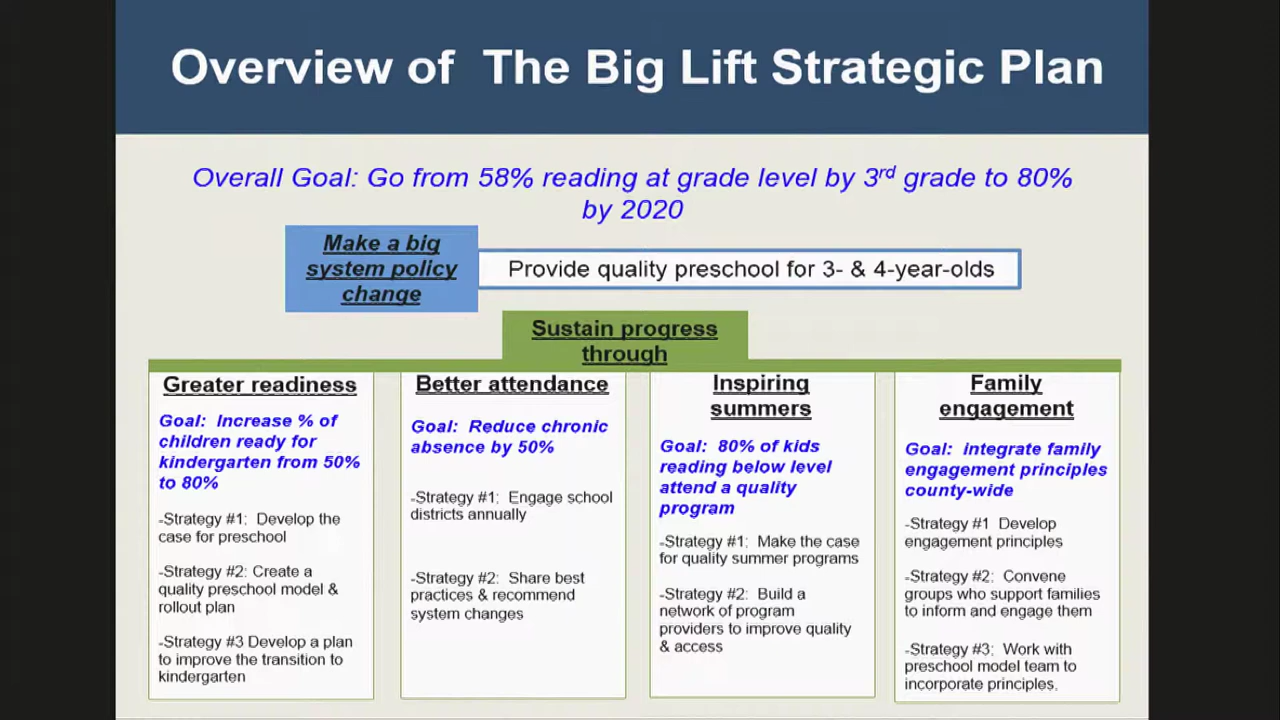 Overview of The Big Lift Strategic Plan
Overall Goal: Go from 58% reading at grade level by 3rd grade to 80%
by 2020
Make a big
system policy
change
Provide quality preschool for 3- & 4-year-olds
Sustain progress
through
Greater readiness
Goal: Increase % of
children ready for
kindergarten from 50%
to 80%
-Strategy #1: Develop the
case for preschool
-Strategy #2: Create a
quality preschool model &
rollout plan
-Strategy #3 Develop a plan
to improve the transition to
kindergarten
Better attendance
Goal: Reduce chronic
absence by 50%
-Strategy #1: Engage school
districts annually
-Strategy #2: Share best
practices & recommend
system changes
Inspiring
summers
Goal: 80% of kids
reading below level
attend a quality
program
-Strategy #1: Make the case
for quality summer programs
-Strategy #2: Build a
network of program
providers to improve quality
& access
Family
engagement
Goal: integrate family
engagement principles
county-wide
-Strategy #1 Develop
engagement principles
-Strategy #2: Convene
groups who support families
to inform and engage them
-Strategy #3: Work with
preschool model team to
incorporate principles.